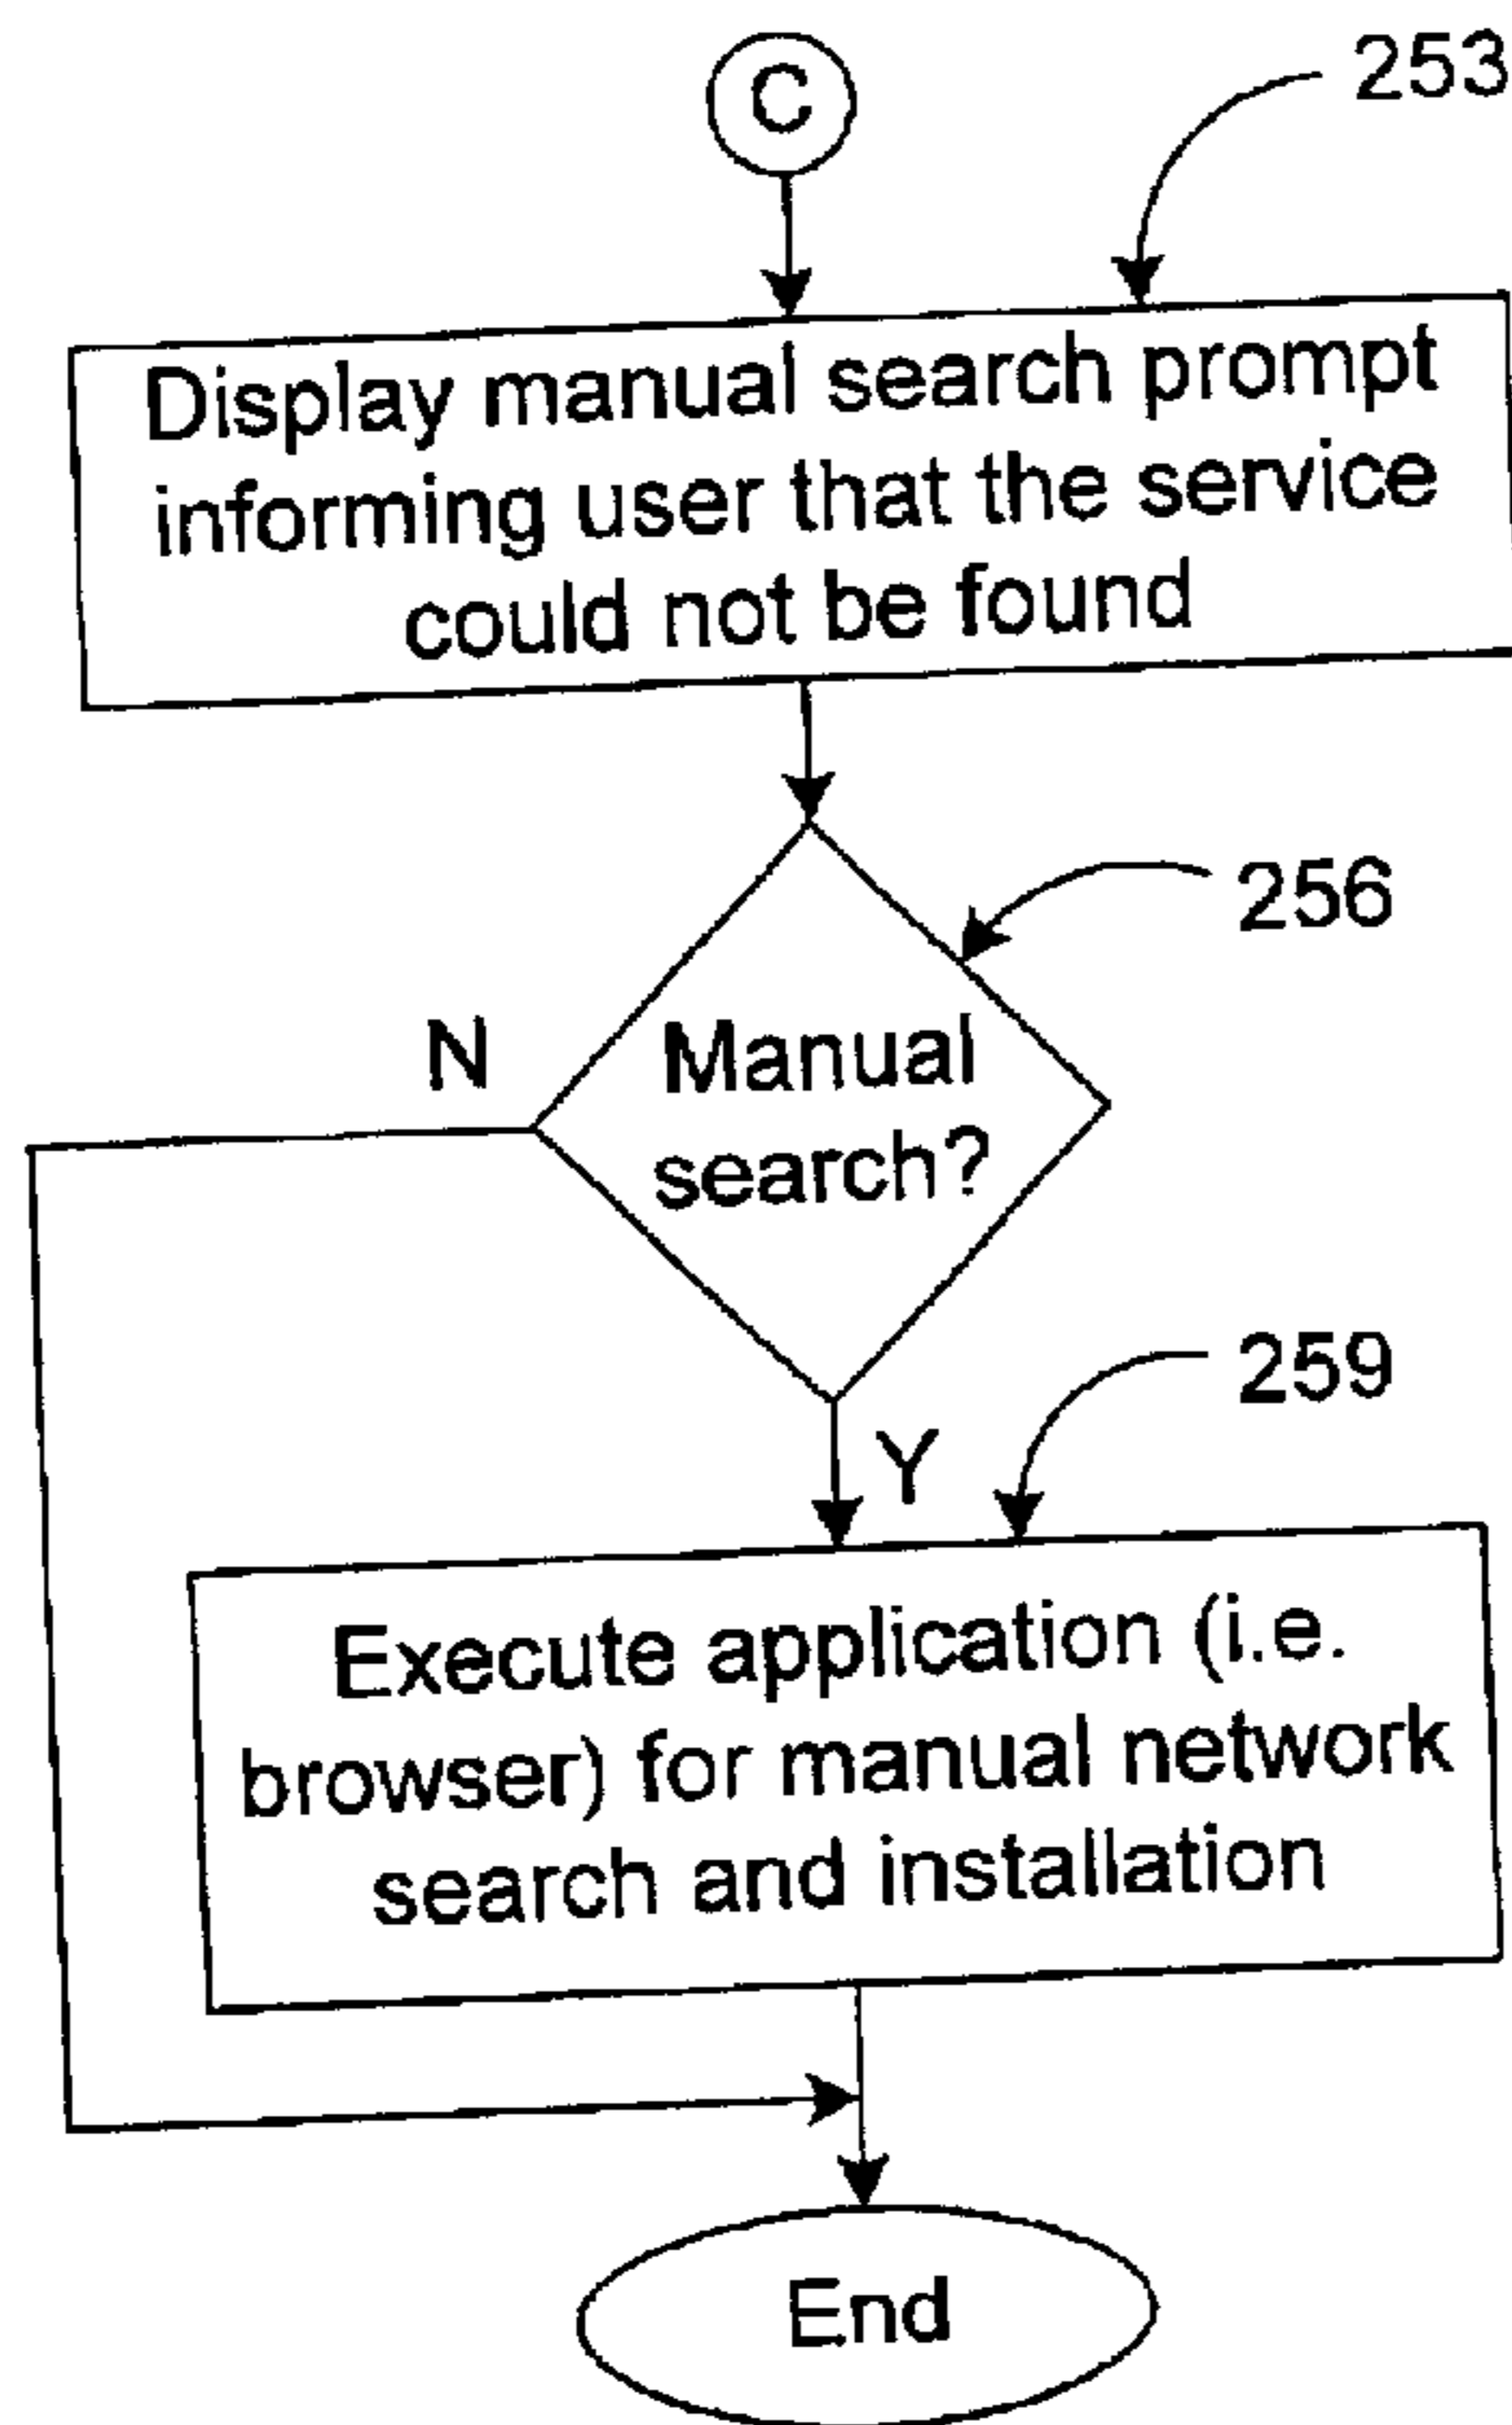 C
253
Display manual search prompt
informing user that the service
could not be found
256
N
Manual
search?
259
Y
Execute application (i.e.
browser) for manual network
search and installation
End